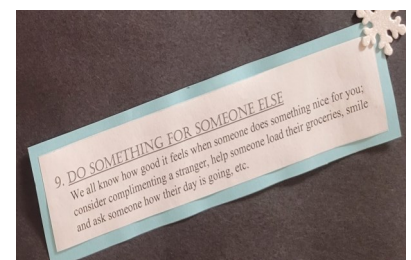 9. DO SOMETHING FOR SOMEONE ELSE
We all know how good it feels when someone does something nice for you;
consider complimenting a stranger, help someone load their groceries, smile
and ask someone how their day is going, etc.